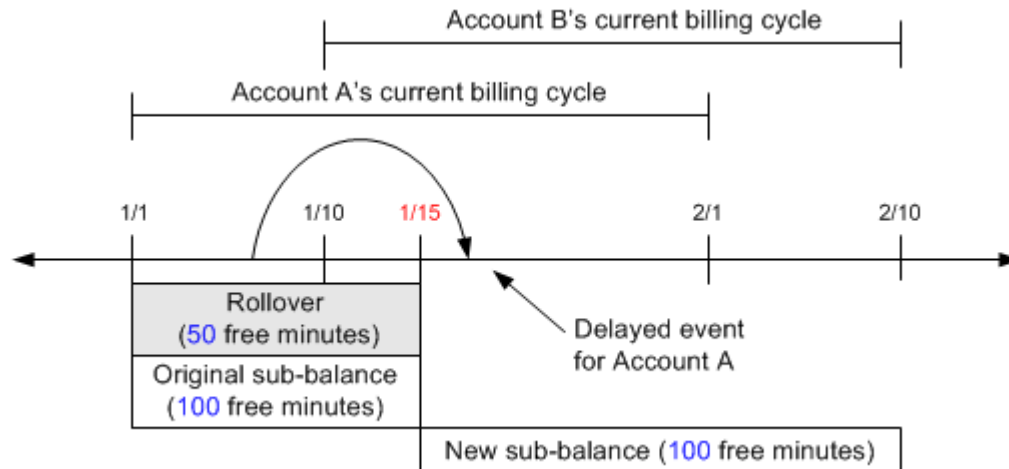 Account B's current billing cycle
Account A's current billing cycle
1/1
1/10
1/15
2/1
2/10
Rollover
(50 free minutes)
Original sub-balance
(100 free minutes)
Delayed event
for Account A
New sub-balance (100 free minutes)